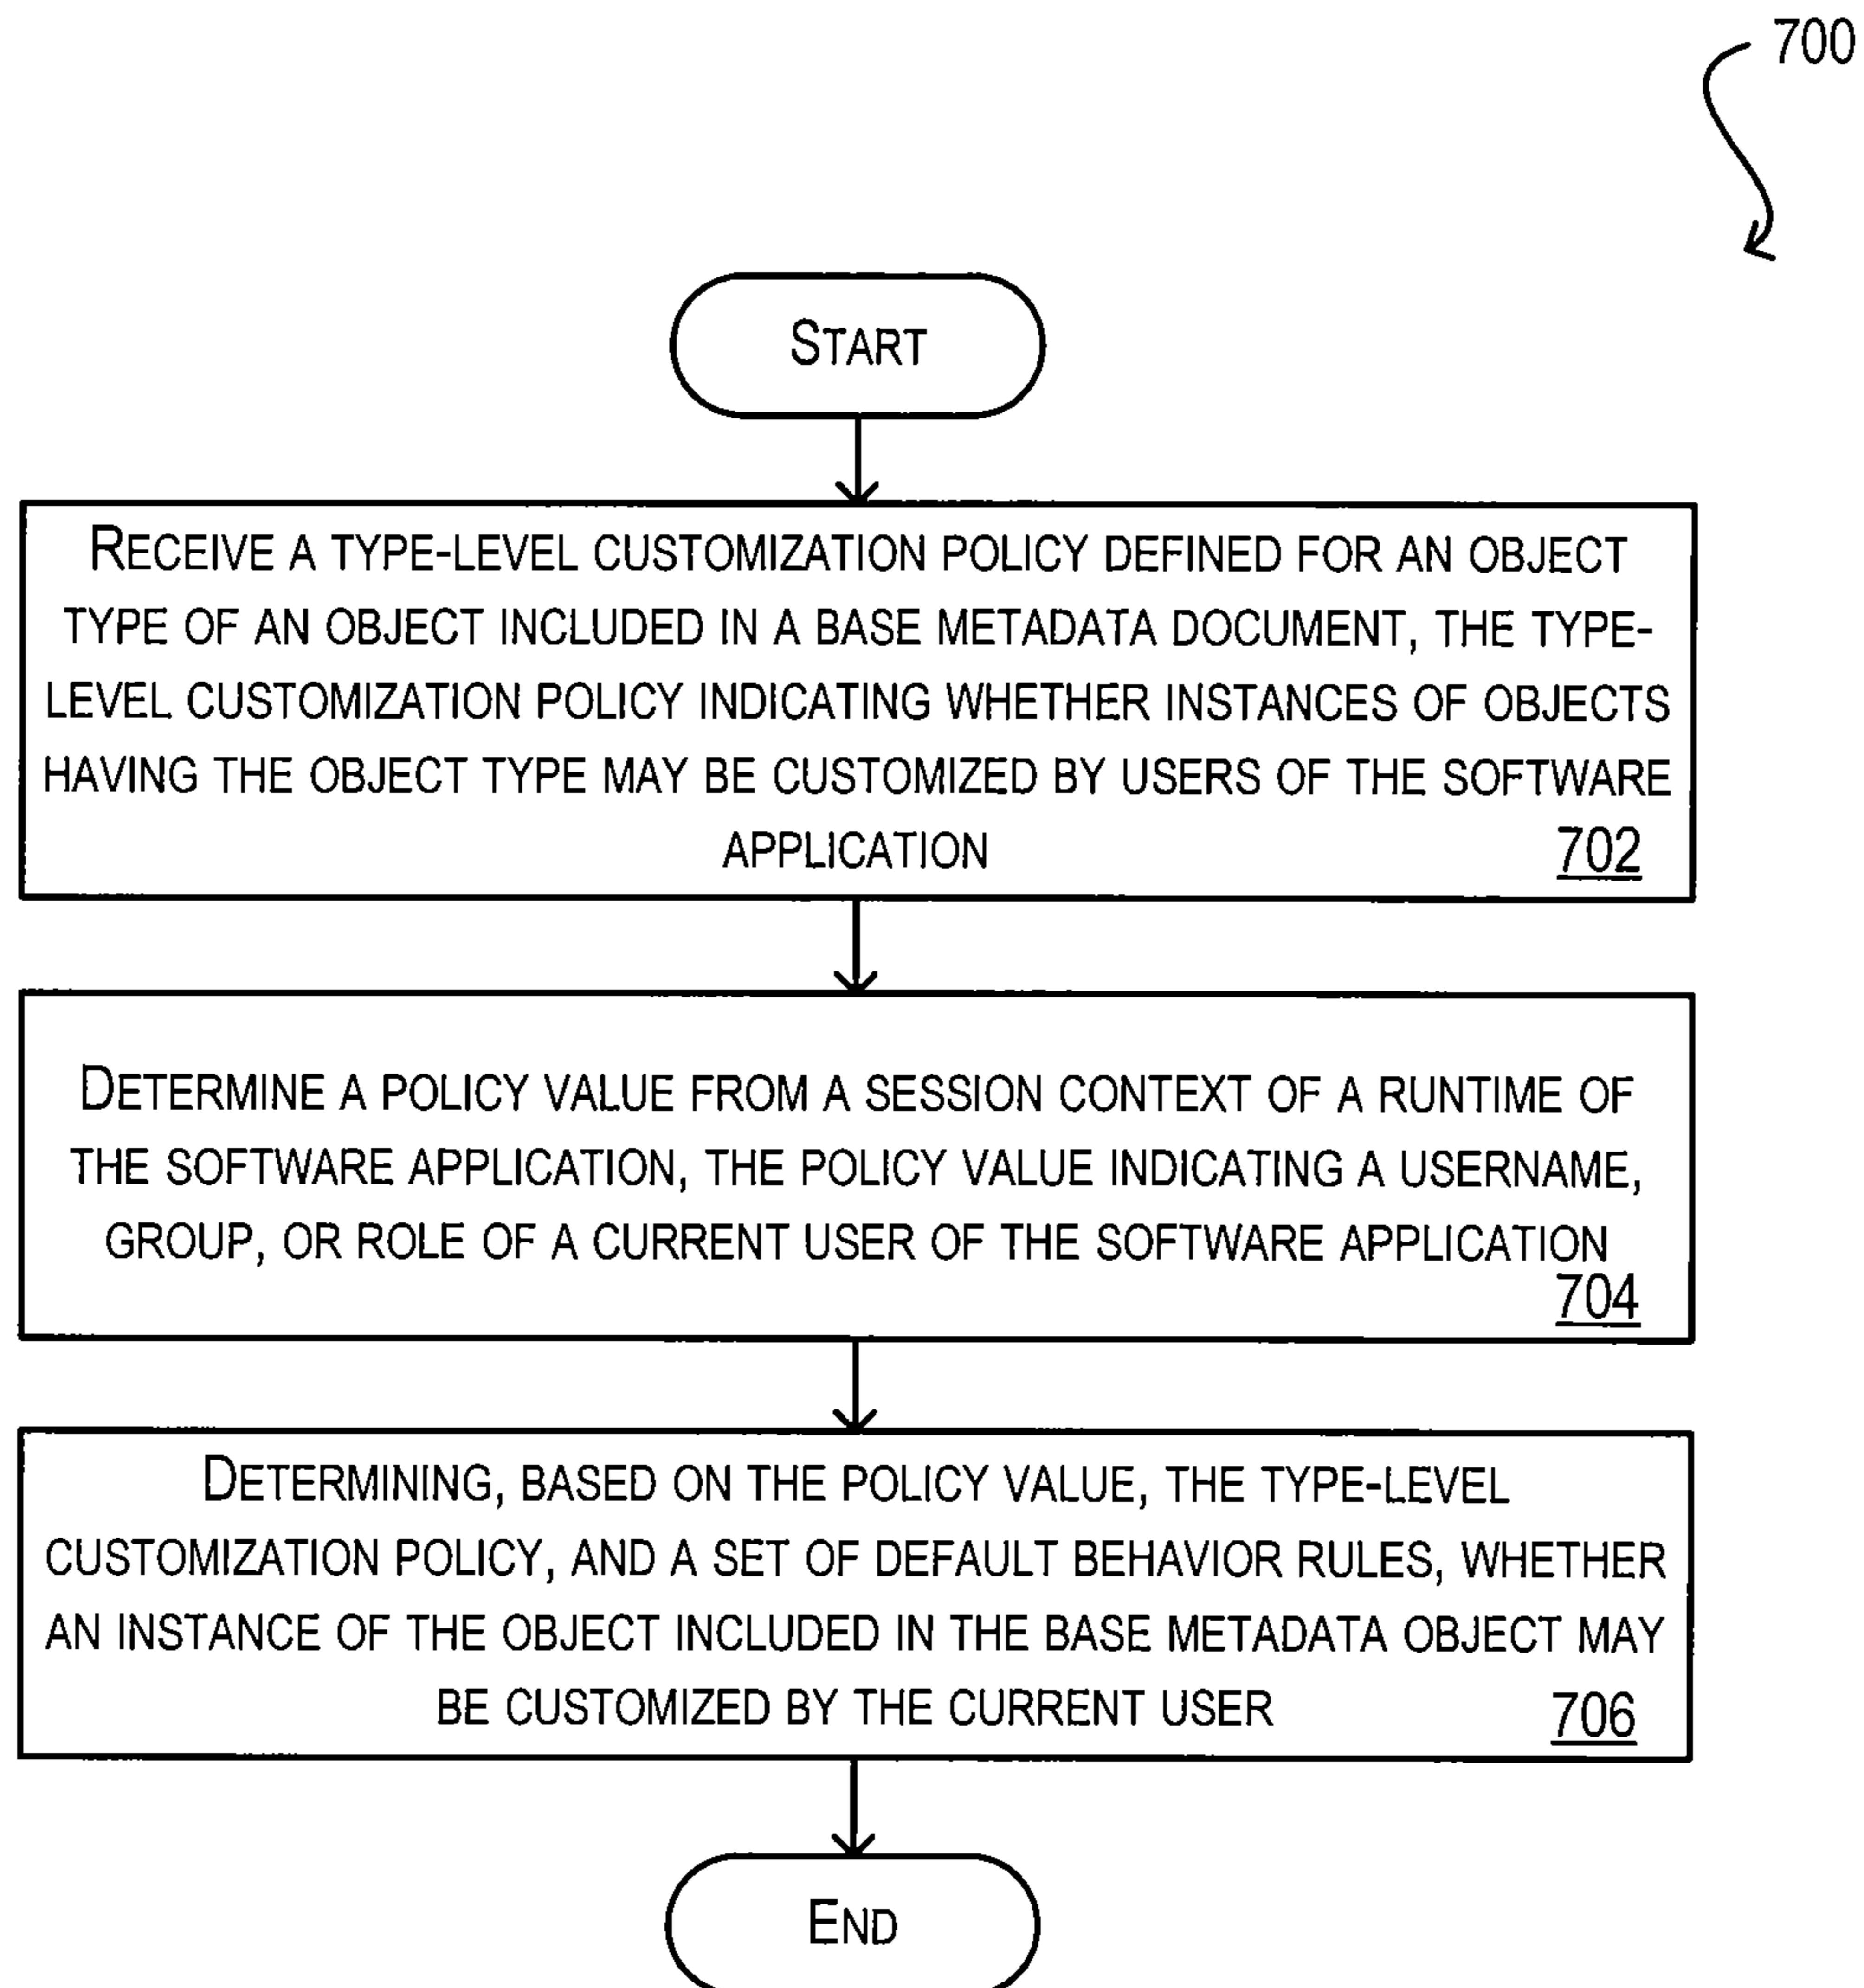 700
START
RECEIVE A TYPE-LEVEL CUSTOMIZATION POLICY DEFINED FOR AN OBJECT
TYPE OF AN OBJECT INCLUDED IN A BASE METADATA DOCUMENT, THE TYPE-
LEVEL CUSTOMIZATION POLICY INDICATING WHETHER INSTANCES OF OBJECTS
HAVING THE OBJECT TYPE MAY BE CUSTOMIZED BY USERS OF THE SOFTWARE
APPLICATION
702
DETERMINE A POLICY VALUE FROM A SESSION CONTEXT OF A RUNTIME OF
THE SOFTWARE APPLICATION, THE POLICY VALUE INDICATING A USERNAME,
GROUP, OR ROLE OF A CURRENT USER OF THE SOFTWARE APPLICATION
704
DETERMINING, BASED ON THE POLICY VALUE, THE TYPE-LEVEL
CUSTOMIZATION POLICY, AND A SET OF DEFAULT BEHAVIOR RULES, WHETHER
AN INSTANCE OF THE OBJECT INCLUDED IN THE BASE METADATA OBJECT MAY
BE CUSTOMIZED BY THE CURRENT USER
706
END